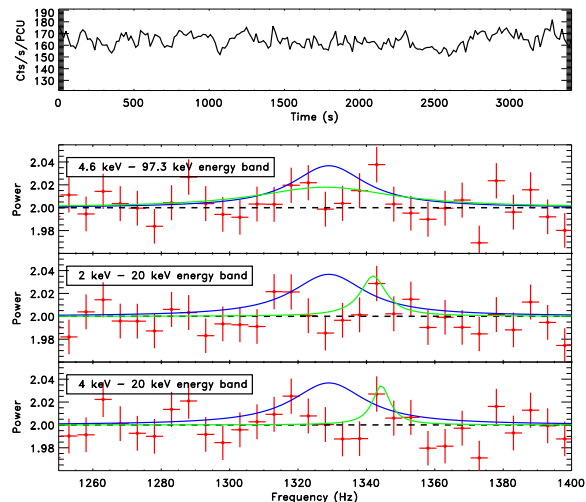 190
180
170
160
150
140
130
Cts/s/PCU
0 500 1000 1500 2000 2500 3000
Time (s)
4.6 keV – 97.3 keV energy band
2.04
2.02
2.00
1.98
Power
2 keV – 20 keV energy band
2.04
2.02
2.00
1.98
Power
4 keV – 20 keV energy band
2.04
2.02
2.00
1.98
Power
1260 1280 1300 1320 1340 1360 1380 1400
Frequency (Hz)